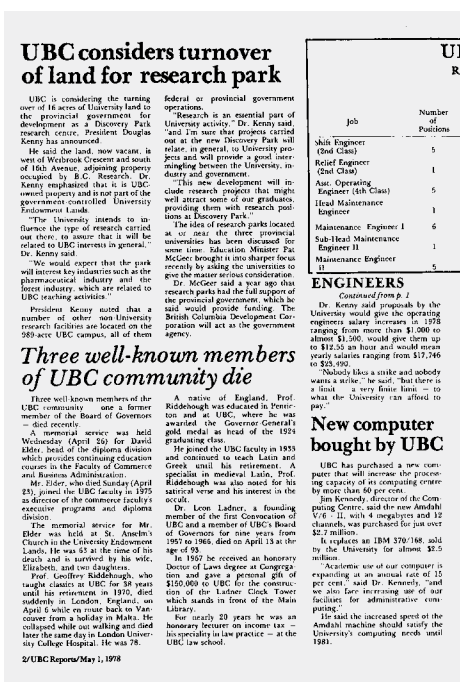 UBC considers turnover
of land for research park
UBC is considering the turning
over of 16 acres of University land to
the provincial government for
development as a Discovery Park
research centre, President Douglas
Kenny has announced.
He said the land, now vacant, is
west of Wesbrook Crescent and south
of 16th Avenue, adjoining property
occupied by B.C. Research. Dr.
Kenny emphasized that it is UBC-
owned property and is not part of the
government-controlled University
Endowment Lands.
"The University intends to in-
fluence the type of research carried
out there, to assure that it will be
related to UBC interests in general."
Dr. Kenny said.
"We would expect that the park
will interest key industries such as the
pharmaceutical industry and the
forest industry, which are related to
UBC teaching activities."
President Kenny noted that a
number of other non-University
research facilities are located on the
989-acre UBC campus, all of them
federal or provincial government
operations.
"Research is an essential part of
University activity," Dr. Kenny said,
"and I'm sure that projects carried
out at the new Discovery Park will
relate, in general, to University pro-
jects and will provide a good inter-
mingling between the University, in-
dustry and government.
"This new development will in-
clude research projects that might
well attract some of our graduates,
providing them with research posi-
tions at Discovery Park."
The idea of research parks located
at or near the three provincial
universities has been discussed for
some time. Education Minister Pat
McGeer brought it into sharper focus
recently by asking the universities to
give the matter serious consideration.
Dr. McGeer said a year ago that
research parks had the full support of
the provincial government, which he
said would provide funding. The
British Columbia Development Cor-
poration will act as the government
agency.
Three well-known members
of UBC community die
Three well-known members of the
UBC community one a former
member of the Board of Governors
— died recently.
A memorial service was held
Wednesday (April 26) for David
Elder, head of the diploma division
which provides continuing education
courses in the Faculty of Commerce
and Business Administration.
Mr. Elder, who died Sunday (April
23), joined the UBC faculty in 1975
as director of the commerce faculty's
executive programs and diploma
division.
The memorial service for Mr.
Elder was held at St. Anselm's
Church in the University Endowment
Lands. He was 63 at the time of his
death and is survived by his wife,
Elizabeth, and two daughters.
Prof. Geoffrey Riddehough, who
taught classics at UBC for 38 years
until his retirement in 1970, died
suddenly in London, England, on
April 6 while en route back to Van-
couver from a holiday in Malta. He
collapsed while out walking and died
later the same day in London Univer-
sity College Hospital. He was 78.
A native of England, Prof.
Riddehough was educated in Pentic-
ton and at UBC, where he was
awarded the Governor-General's
gold medal as head of the 1924
graduating class.
He joined the UBC faculty in 1933
and continued to teach Latin and
Greek until his retirement. A
specialist in medieval Latin, Prof.
Riddehough was also noted for his
satirical verse and his interest in the
occult.
Dr. Leon Ladner, a founding
member of the first Convocation of
UBC and a member of UBC's Board
of Governors for nine years from
1957 to 1966, died on April 13 at the
age of 93.
In 1967 he received an honorary
Doctor of Laws degree at Congrega-
tion and gave a personal gift of
$150,000 to UBC for the construc-
tion of the Ladner Clock Tower
which stands in front of the Main
Library.
For nearly 20 years he was an
honorary lecturer on income tax —
his speciality in law practice — at the
UBC law school.
2/UBC Reports/May 1, 1978
U
R
Number
of
Positions
Job
Shift Engineer
(2nd Class) 5
Relief Engineer
(2nd Class) 1
Asst. Operating
Engineer (4th Class) 5
Head Maintenance
Engineer 1
Maintenance Engineer I 6
Sub-Head Maintenance
Engineer II 1
Maintenance Engineer
II 5
ENGINEERS
Continued from p. 1
Dr. Kenny said proposals by the
University would give the operating
engineers salary increases in 1978
ranging from more than $1,000 to
almost $1,500, would give them up
to $12.55 an hour and would mean
yearly salaries ranging from $17,746
to $23,490.
"Nobody likes a strike and nobody
wants a strike," he said, "but there is
a limit a very finite limit — to
what the University can afford to
pay."
New computer
bought by UBC
UBC has purchased a new com-
puter that will increase the process-
ing capacity of its computing centre
by more than 60 per cent.
Jim Kennedy, director of the Com-
puting Centre, said the new Amdahl
V/6 - II, with 4 megabytes and 12
channels, was purchased for just over
$2.7 million.
It replaces an IBM 370/168, sold
by the University for almost $2.5
million.
"Academic use of our computer is
expanding at an annual rate of 15
per cent," said Dr. Kennedy, "and
we also face increasing use of our
facilities for administrative com-
puting."
He said the increased speed of the
Amdahl machine should satisfy the
University's computing needs until
1981.